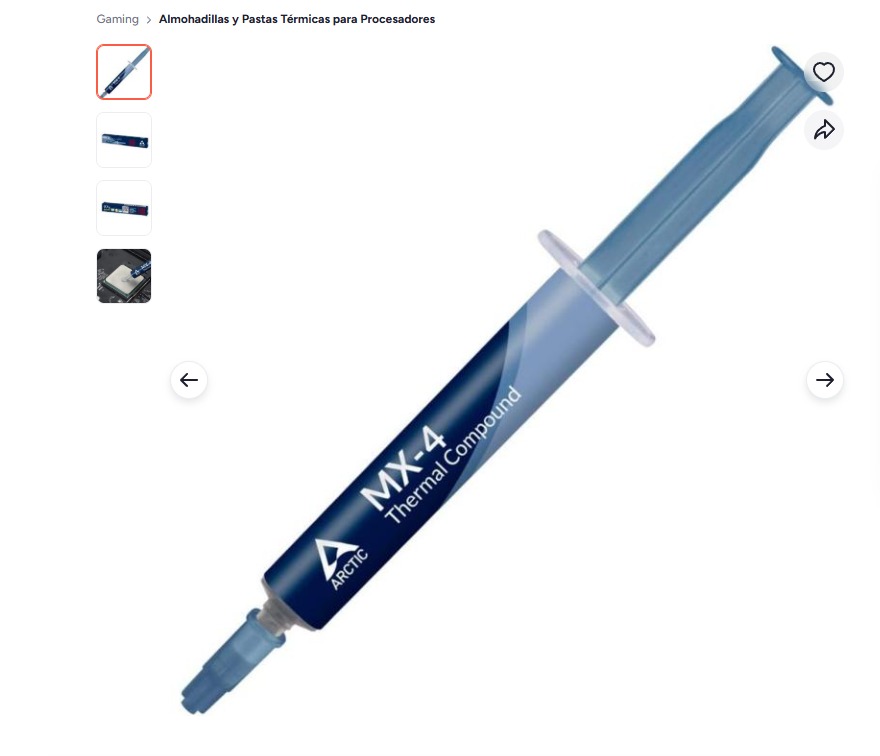 Gaming > Almohadillas y Pastas Térmicas para Procesadores
MX-4
Thermal Compound
ARCTIC